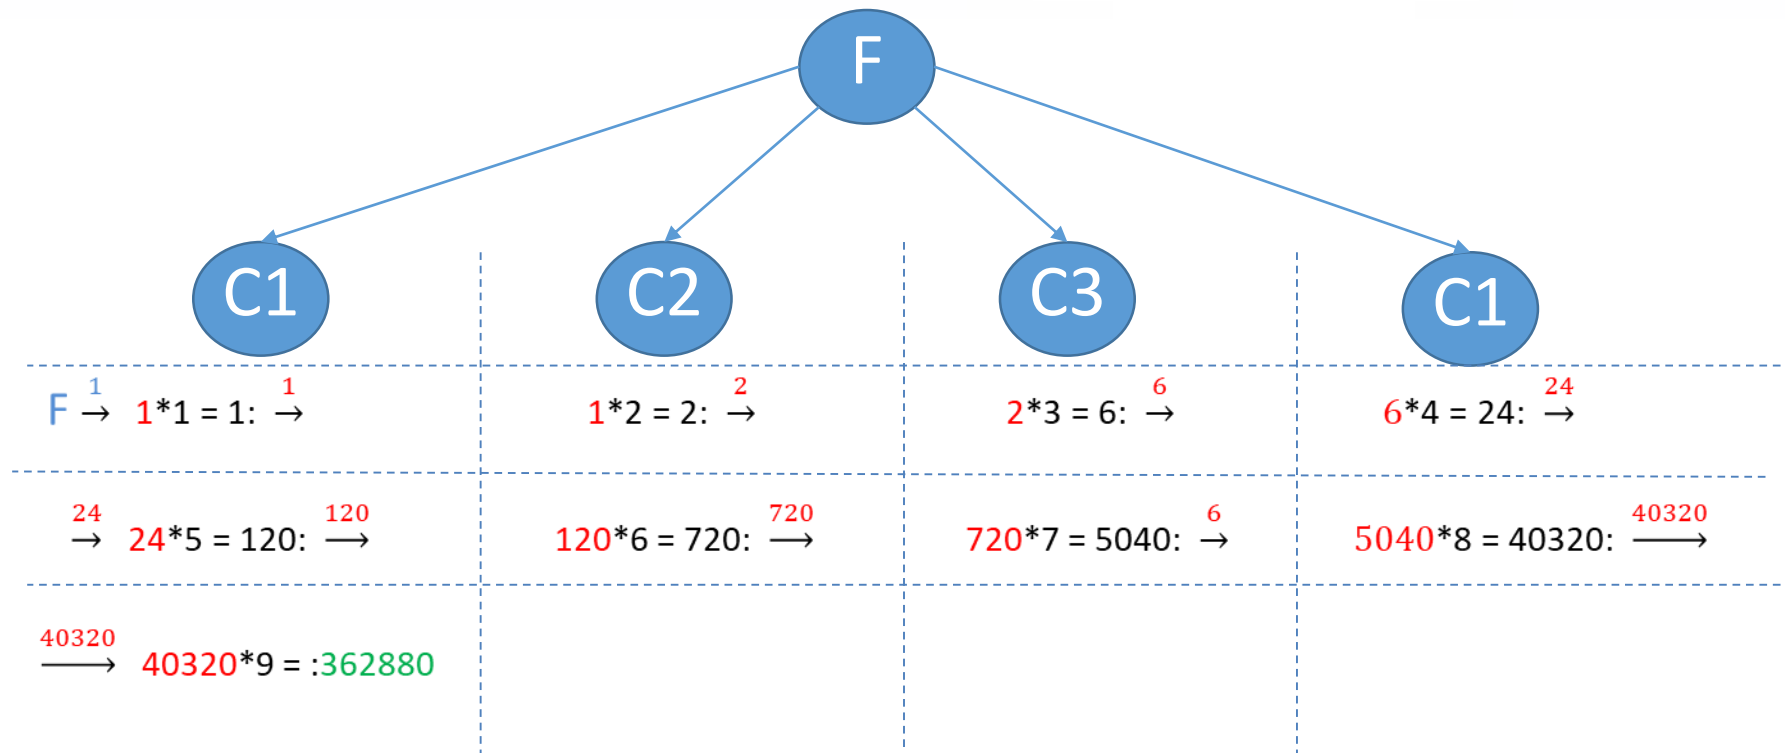 F
C1 C2 C3 C1
F 1→ 1*1 = 1: 1→ 1*2 = 2: 2→ 2*3 = 6: 6→ 6*4 = 24: 24→
24→ 24*5 = 120: 120→ 120*6 = 720: 720→ 720*7 = 5040: 6→ 5040*8 = 40320: 40320→
40320→ 40320*9 = :362880